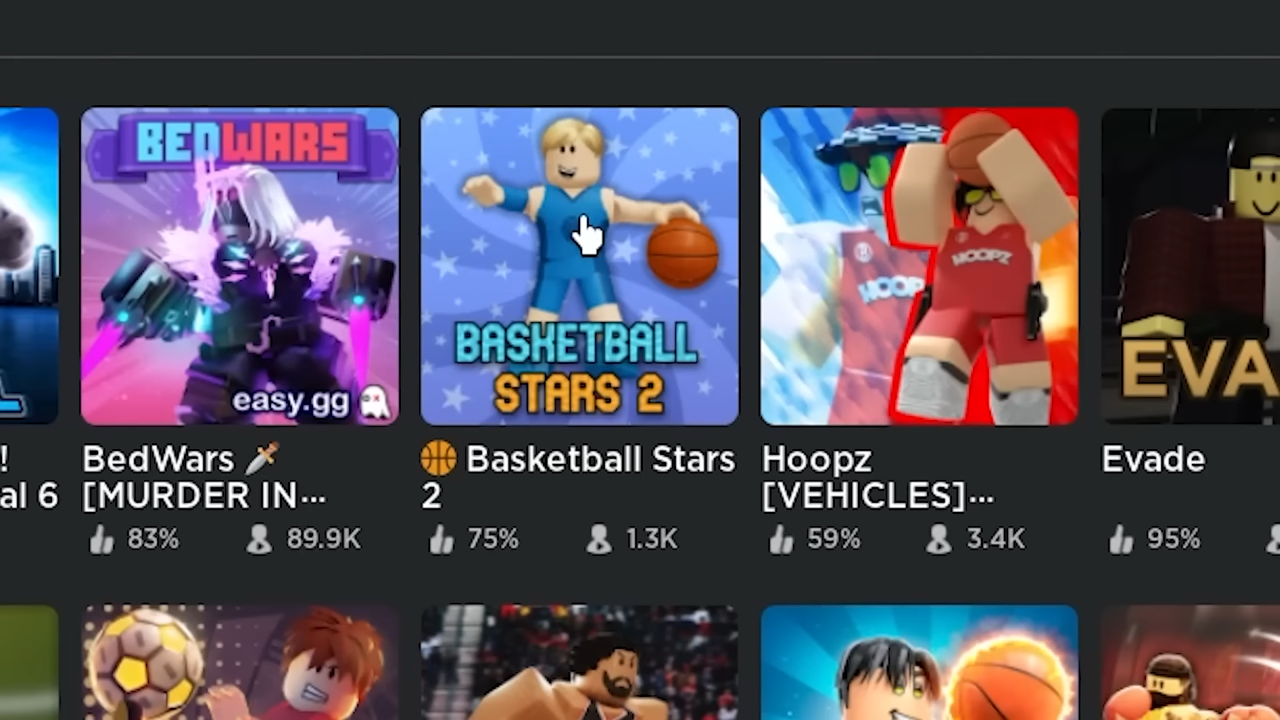 BEDWARS
easy.gg
BASKETBALL
STARS 2
HOOPZ
HOOPZ
EVA
!
al 6
BedWars 🗡️
[MURDER IN...
83%
89.9K
🏀 Basketball Stars
2
75%
1.3K
Hoopz
[VEHICLES]...
59%
3.4K
Evade
95%